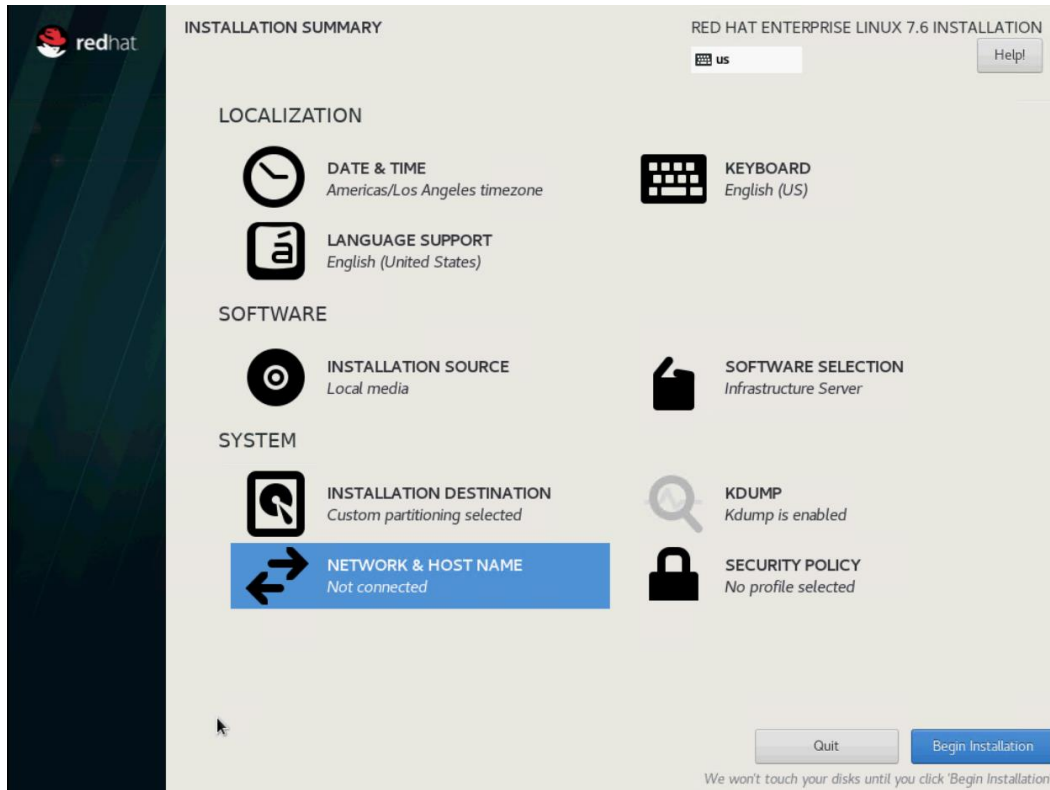 redhat
INSTALLATION SUMMARY
RED HAT ENTERPRISE LINUX 7.6 INSTALLATION
us
Help!
LOCALIZATION
DATE & TIME
Americas/Los Angeles timezone
KEYBOARD
English (US)
á
LANGUAGE SUPPORT
English (United States)
SOFTWARE
INSTALLATION SOURCE
Local media
SOFTWARE SELECTION
Infrastructure Server
SYSTEM
INSTALLATION DESTINATION
Custom partitioning selected
KDUMP
Kdump is enabled
NETWORK & HOST NAME
Not connected
SECURITY POLICY
No profile selected
Quit
Begin Installation
We won't touch your disks until you click 'Begin Installation